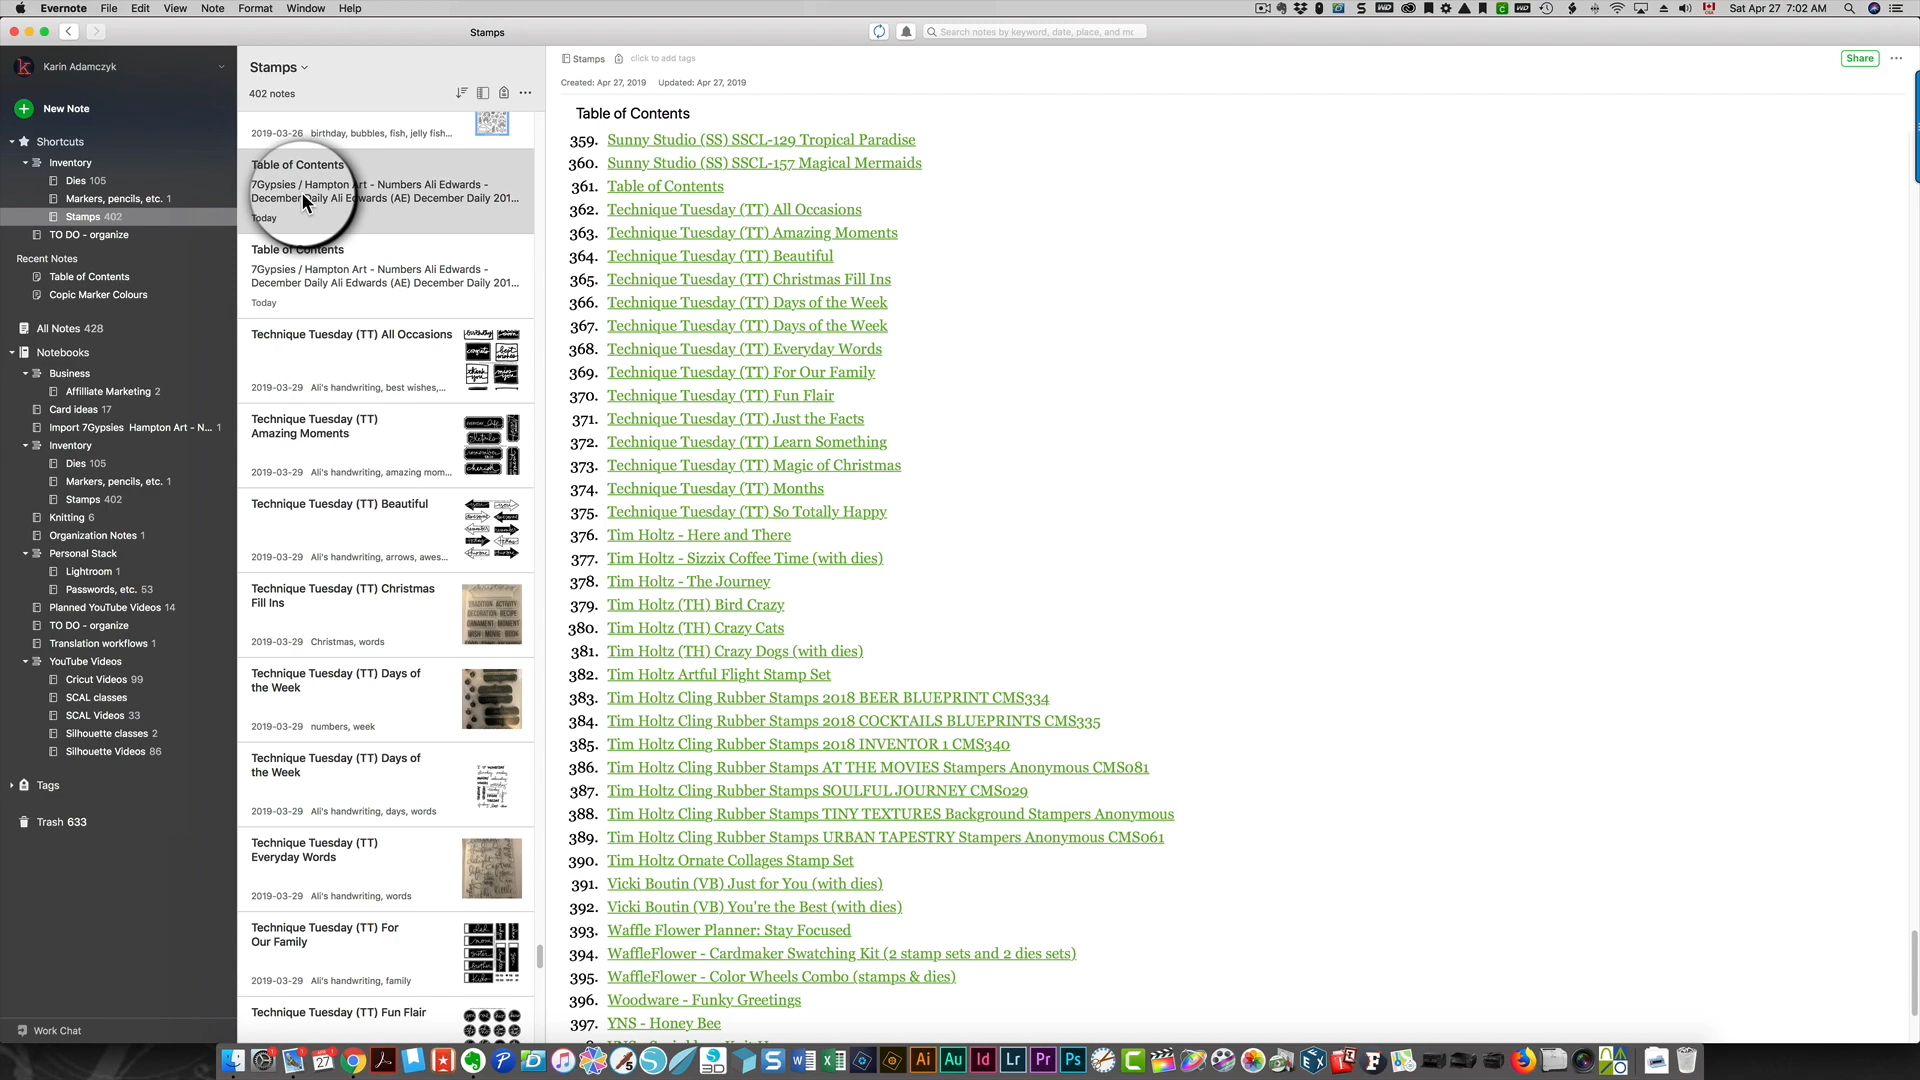 Evernote File Edit View Note Format Window Help
Sat Apr 27 7:02 AM
Stamps
Search notes by keyword, date, place, and mo
Karin Adamczyk
New Note
Shortcuts
Inventory
Dies 105
Markers, pencils, etc. 1
Stamps 402
TO DO - organize
Recent Notes
Table of Contents
Copic Marker Colours
All Notes 428
Notebooks
Business
Affilliate Marketing 2
Card ideas 17
Import 7Gypsies Hampton Art - N... 1
Inventory
Dies 105
Markers, pencils, etc. 1
Stamps 402
Knitting 6
Organization Notes 1
Personal Stack
Lightroom 1
Passwords, etc. 53
Planned YouTube Videos 14
TO DO - organize
Translation workflows 1
YouTube Videos
Cricut Videos 99
SCAL classes
SCAL Videos 33
Silhouette classes 2
Silhouette Videos 86
Tags
Trash 633
Work Chat
Stamps
402 notes
2019-03-26 birthday, bubbles, fish, jelly fish...
Table of Contents
7Gypsies / Hampton Art - Numbers Ali Edwards -
December Daily Ali Edwards (AE) December Daily 201...
Today
Table of Contents
7Gypsies / Hampton Art - Numbers Ali Edwards -
December Daily Ali Edwards (AE) December Daily 201...
Today
Technique Tuesday (TT) All Occasions
2019-03-29 Ali's handwriting, best wishes,...
Technique Tuesday (TT)
Amazing Moments
2019-03-29 Ali's handwriting, amazing mom...
Technique Tuesday (TT) Beautiful
2019-03-29 Ali's handwriting, arrows, awes...
Technique Tuesday (TT) Christmas
Fill Ins
2019-03-29 Christmas, words
Technique Tuesday (TT) Days of
the Week
2019-03-29 numbers, week
Technique Tuesday (TT) Days of
the Week
2019-03-29 Ali's handwriting, days, words
Technique Tuesday (TT)
Everyday Words
2019-03-29 Ali's handwriting, words
Technique Tuesday (TT) For
Our Family
2019-03-29 Ali's handwriting, family
Technique Tuesday (TT) Fun Flair
Stamps click to add tags
Share
Created: Apr 27, 2019 Updated: Apr 27, 2019
Table of Contents
359. Sunny Studio (SS) SSCL-129 Tropical Paradise
360. Sunny Studio (SS) SSCL-157 Magical Mermaids
361. Table of Contents
362. Technique Tuesday (TT) All Occasions
363. Technique Tuesday (TT) Amazing Moments
364. Technique Tuesday (TT) Beautiful
365. Technique Tuesday (TT) Christmas Fill Ins
366. Technique Tuesday (TT) Days of the Week
367. Technique Tuesday (TT) Days of the Week
368. Technique Tuesday (TT) Everyday Words
369. Technique Tuesday (TT) For Our Family
370. Technique Tuesday (TT) Fun Flair
371. Technique Tuesday (TT) Just the Facts
372. Technique Tuesday (TT) Learn Something
373. Technique Tuesday (TT) Magic of Christmas
374. Technique Tuesday (TT) Months
375. Technique Tuesday (TT) So Totally Happy
376. Tim Holtz - Here and There
377. Tim Holtz - Sizzix Coffee Time (with dies)
378. Tim Holtz - The Journey
379. Tim Holtz (TH) Bird Crazy
380. Tim Holtz (TH) Crazy Cats
381. Tim Holtz (TH) Crazy Dogs (with dies)
382. Tim Holtz Artful Flight Stamp Set
383. Tim Holtz Cling Rubber Stamps 2018 BEER BLUEPRINT CMS334
384. Tim Holtz Cling Rubber Stamps 2018 COCKTAILS BLUEPRINTS CMS335
385. Tim Holtz Cling Rubber Stamps 2018 INVENTOR 1 CMS340
386. Tim Holtz Cling Rubber Stamps AT THE MOVIES Stampers Anonymous CMS081
387. Tim Holtz Cling Rubber Stamps SOULFUL JOURNEY CMS029
388. Tim Holtz Cling Rubber Stamps TINY TEXTURES Background Stampers Anonymous
389. Tim Holtz Cling Rubber Stamps URBAN TAPESTRY Stampers Anonymous CMS061
390. Tim Holtz Ornate Collages Stamp Set
391. Vicki Boutin (VB) Just for You (with dies)
392. Vicki Boutin (VB) You're the Best (with dies)
393. Waffle Flower Planner: Stay Focused
394. WaffleFlower - Cardmaker Swatching Kit (2 stamp sets and 2 dies sets)
395. WaffleFlower - Color Wheels Combo (stamps & dies)
396. Woodware - Funky Greetings
397. YNS - Honey Bee